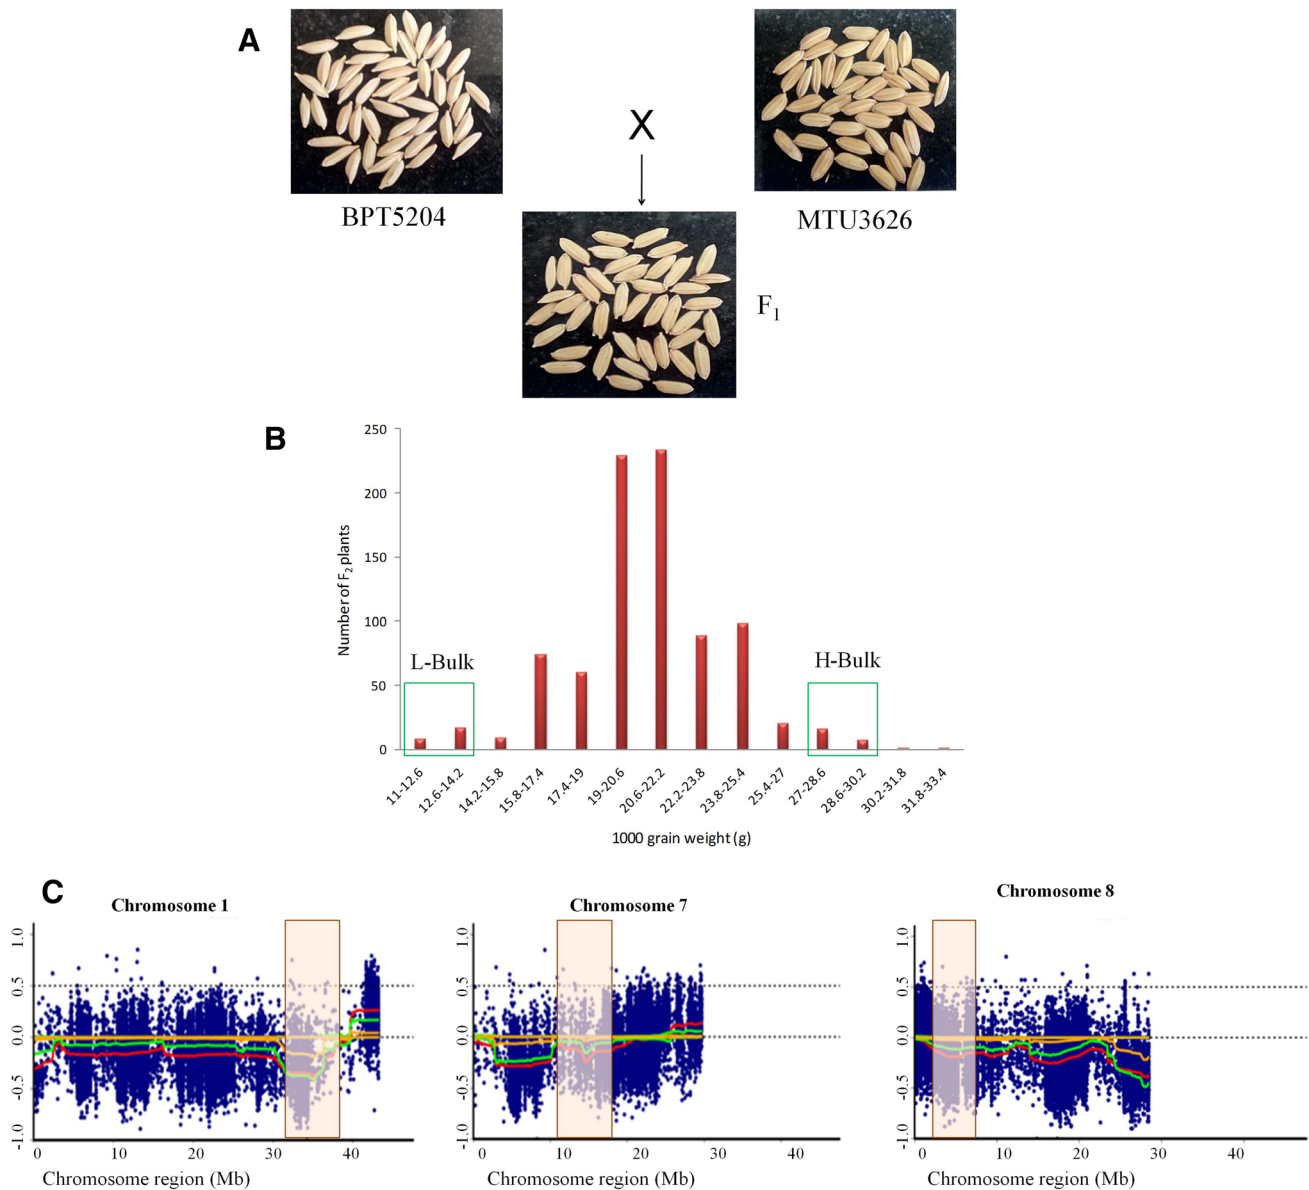 A
X
BPT5204
MTU3626
F1
B
250
200
150
100
50
0
Number of F2 plants
L-Bulk
H-Bulk
11-12.6
12.6-14.2
14.2-15.8
15.8-17.4
17.4-19
19-20.6
20.6-22.2
22.2-23.8
23.8-25.4
25.4-27
27-28.6
28.6-30.2
30.2-31.8
31.8-33.4
1000 grain weight (g)
C
Chromosome 1
1.0
0.5
0.0
-0.5
-1.0
0 10 20 30 40
Chromosome region (Mb)
Chromosome 7
1.0
0.5
0.0
-0.5
-1.0
0 10 20 30 40
Chromosome region (Mb)
Chromosome 8
1.0
0.5
0.0
-0.5
-1.0
0 10 20 30 40
Chromosome region (Mb)